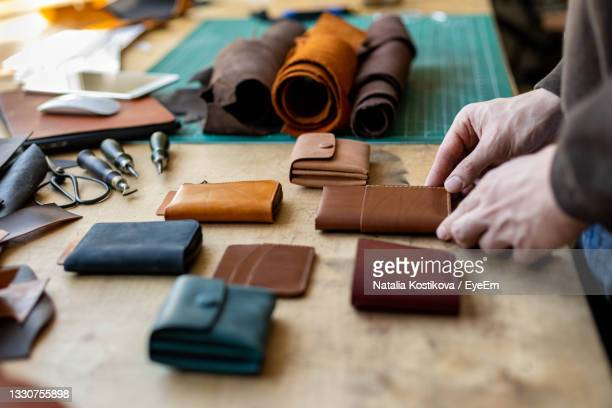 gettyimages
Natalia Kostikova / EyeEm
1330755898